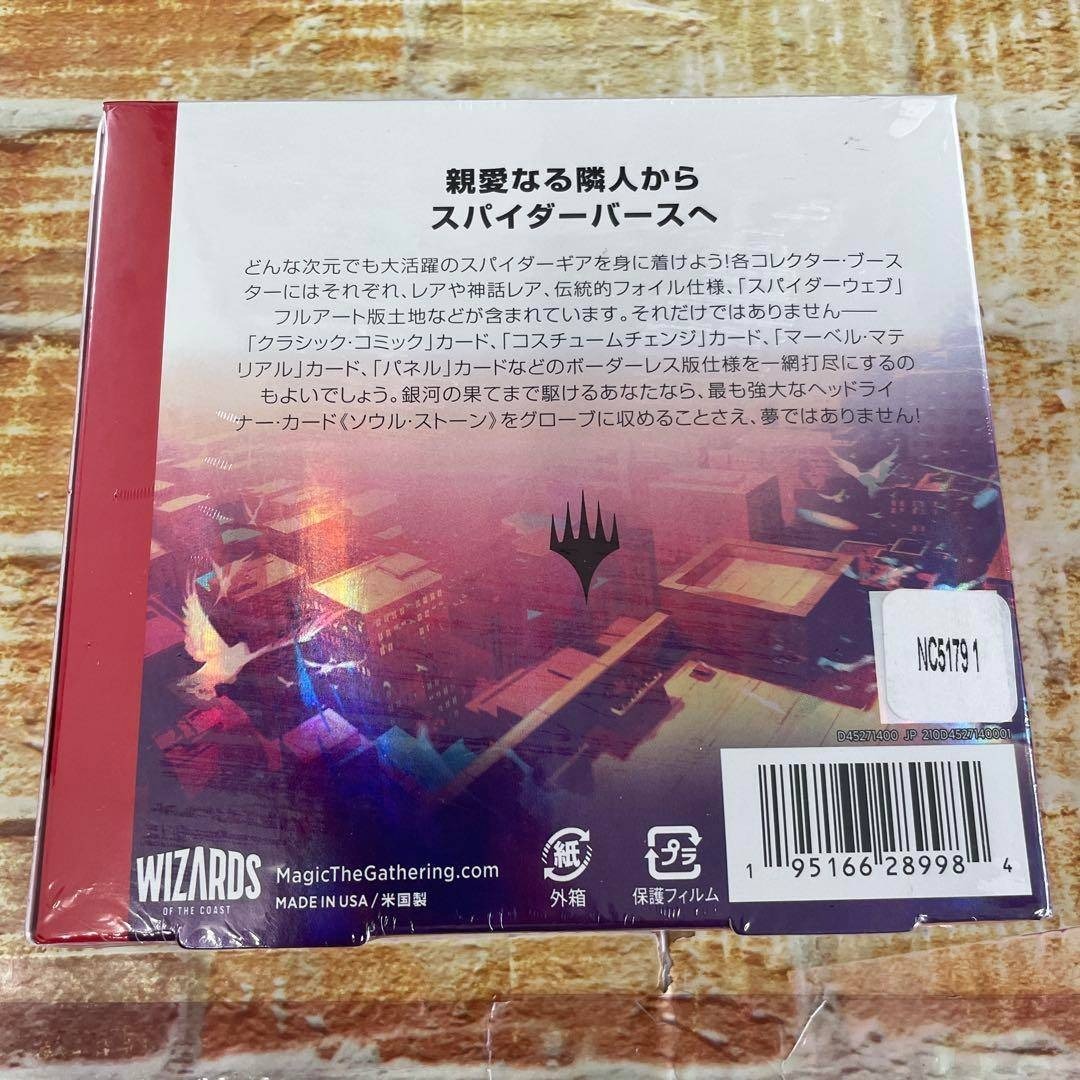 親愛なる隣人から
スパイダーバースへ
どんな次元でも大活躍のスパイダーギアを身に着けよう!各コレクター・ブース
ターにはそれぞれ、レアや神話レア、伝統的フォイル仕様、「スパイダーウェブ」
フルアート版土地などが含まれています。それだけではありません――
「クラシック・コミック」カード、「コスチュームチェンジ」カード、「マーベル・マテ
リアル」カード、「パネル」カードなどのボーダーレス版仕様を一網打尽にするの
もよいでしょう。銀河の果てまで駆けるあなたなら、最も強大なヘッドライ
ナー・カード《ソウル・ストーン》をグローブに収めることさえ、夢ではありません!
NC5179 1
D45271400 JP 210D4527140001
WIZARDS
OF THE COAST
MagicTheGathering.com
MADE IN USA / 米国製
紙
外箱
プラ
保護フィルム
1 95166 28998 4